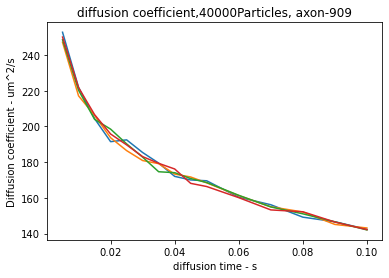 diffusion coefficient,40000Particles, axon-909
Diffusion coefficient - um^2/s
240
220
200
180
160
140
0.02 0.04 0.06 0.08 0.10
diffusion time - s